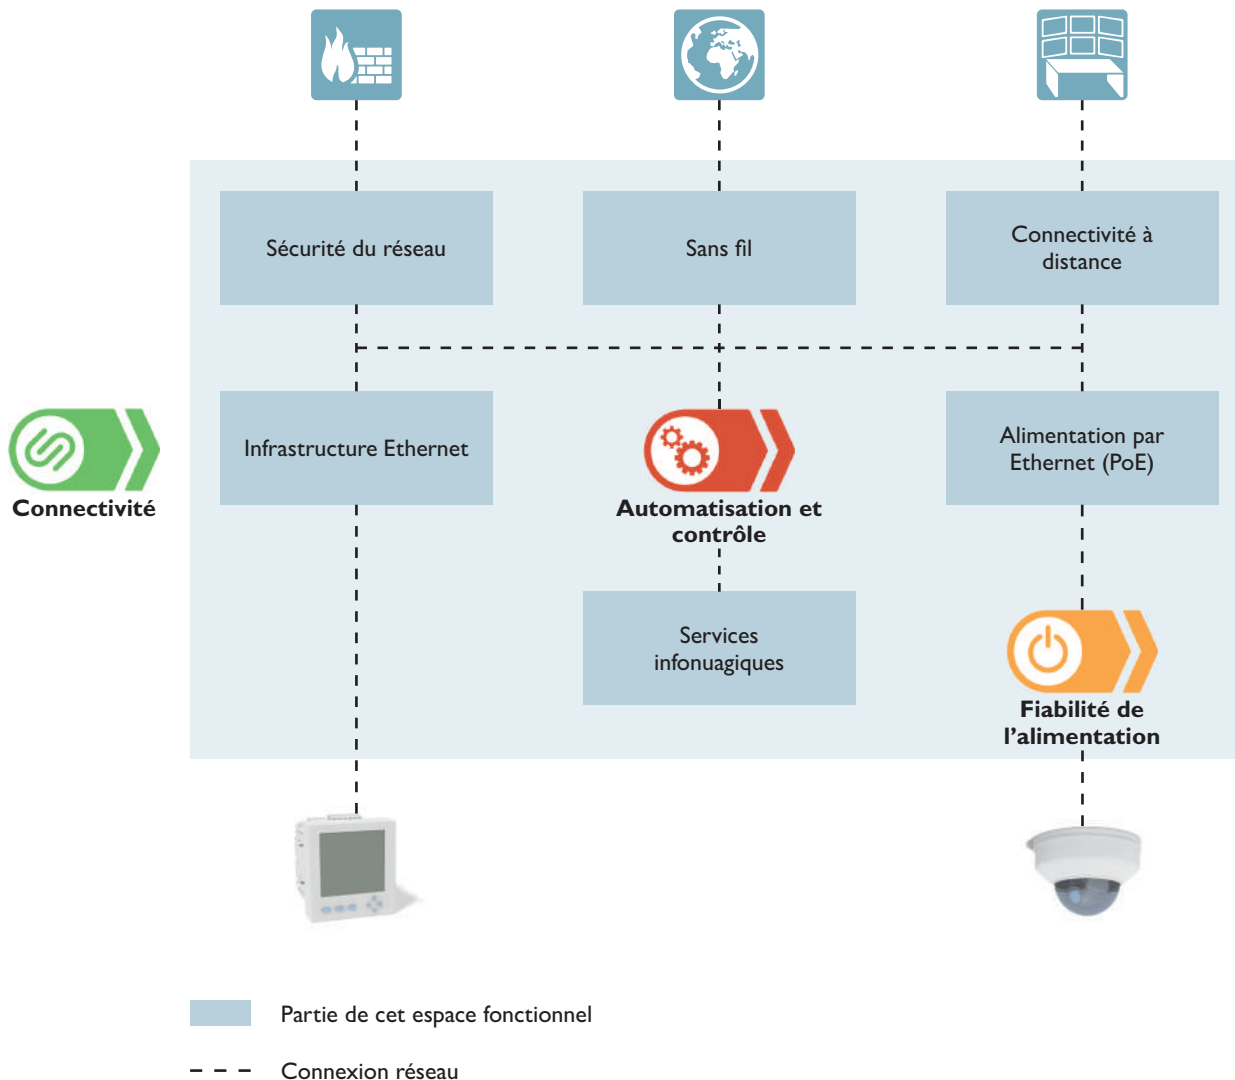 Sécurité du réseau
Sans fil
Connectivité à
distance
Infrastructure Ethernet
Alimentation par
Ethernet (PoE)
Connectivité
Automatisation et
contrôle
Services
infonuagiques
Fiabilité de
l’alimentation
Partie de cet espace fonctionnel
Connexion réseau